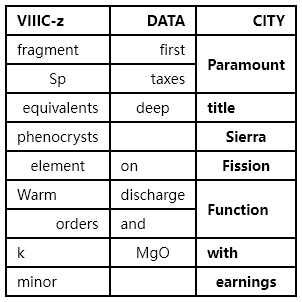 VIIIC-z DATA CITY
fragment first Paramount
Sp taxes
equivalents deep title
phenocrysts Sierra
element on Fission
Warm discharge Function
orders and
k MgO with
minor earnings